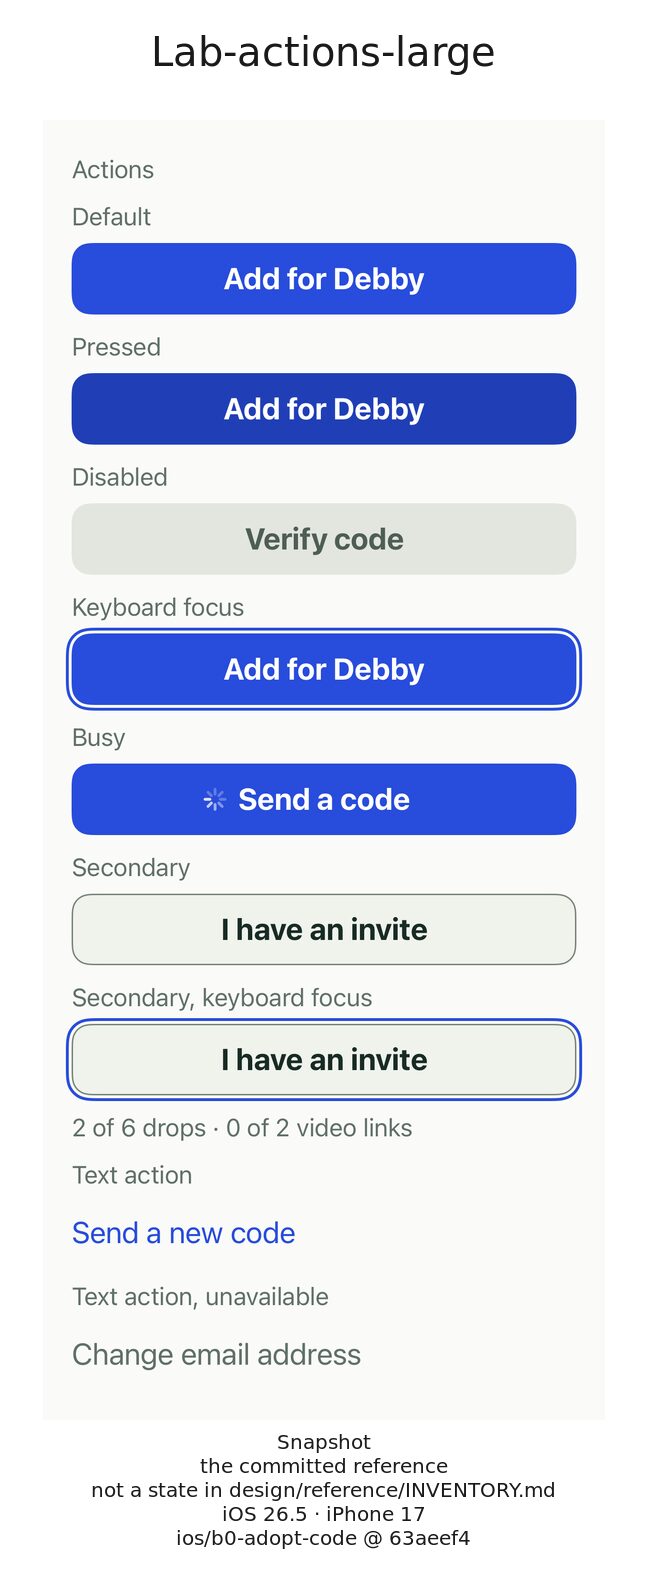 Lab-actions-large
Actions
Default
Add for Debby
Pressed
Add for Debby
Disabled
Verify code
Keyboard focus
Add for Debby
Busy
Send a code
Secondary
I have an invite
Secondary, keyboard focus
I have an invite
2 of 6 drops · 0 of 2 video links
Text action
Send a new code
Text action, unavailable
Change email address
Snapshot
the committed reference
not a state in design/reference/INVENTORY.md
iOS 26.5 · iPhone 17
ios/b0-adopt-code @ 63aeef4